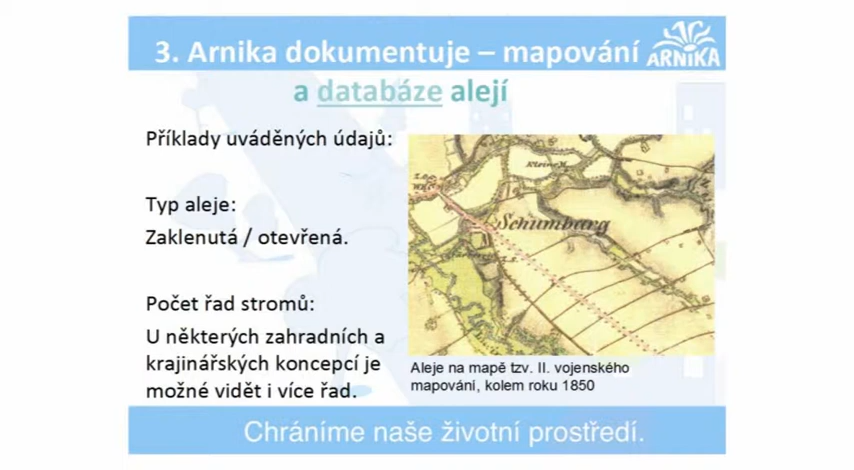 3. Arnika dokumentuje – mapování
ARNIKA
a databáze alejí
Příklady uváděných údajů:
Typ aleje:
Zaklenutá / otevřená.
Počet řad stromů:
U některých zahradních a
krajinářských koncepcí je
možné vidět i více řad.
Kleine M.
Schumburg
Aleje na mapě tzv. II. vojenského
mapování, kolem roku 1850
Chráníme naše životní prostředí.